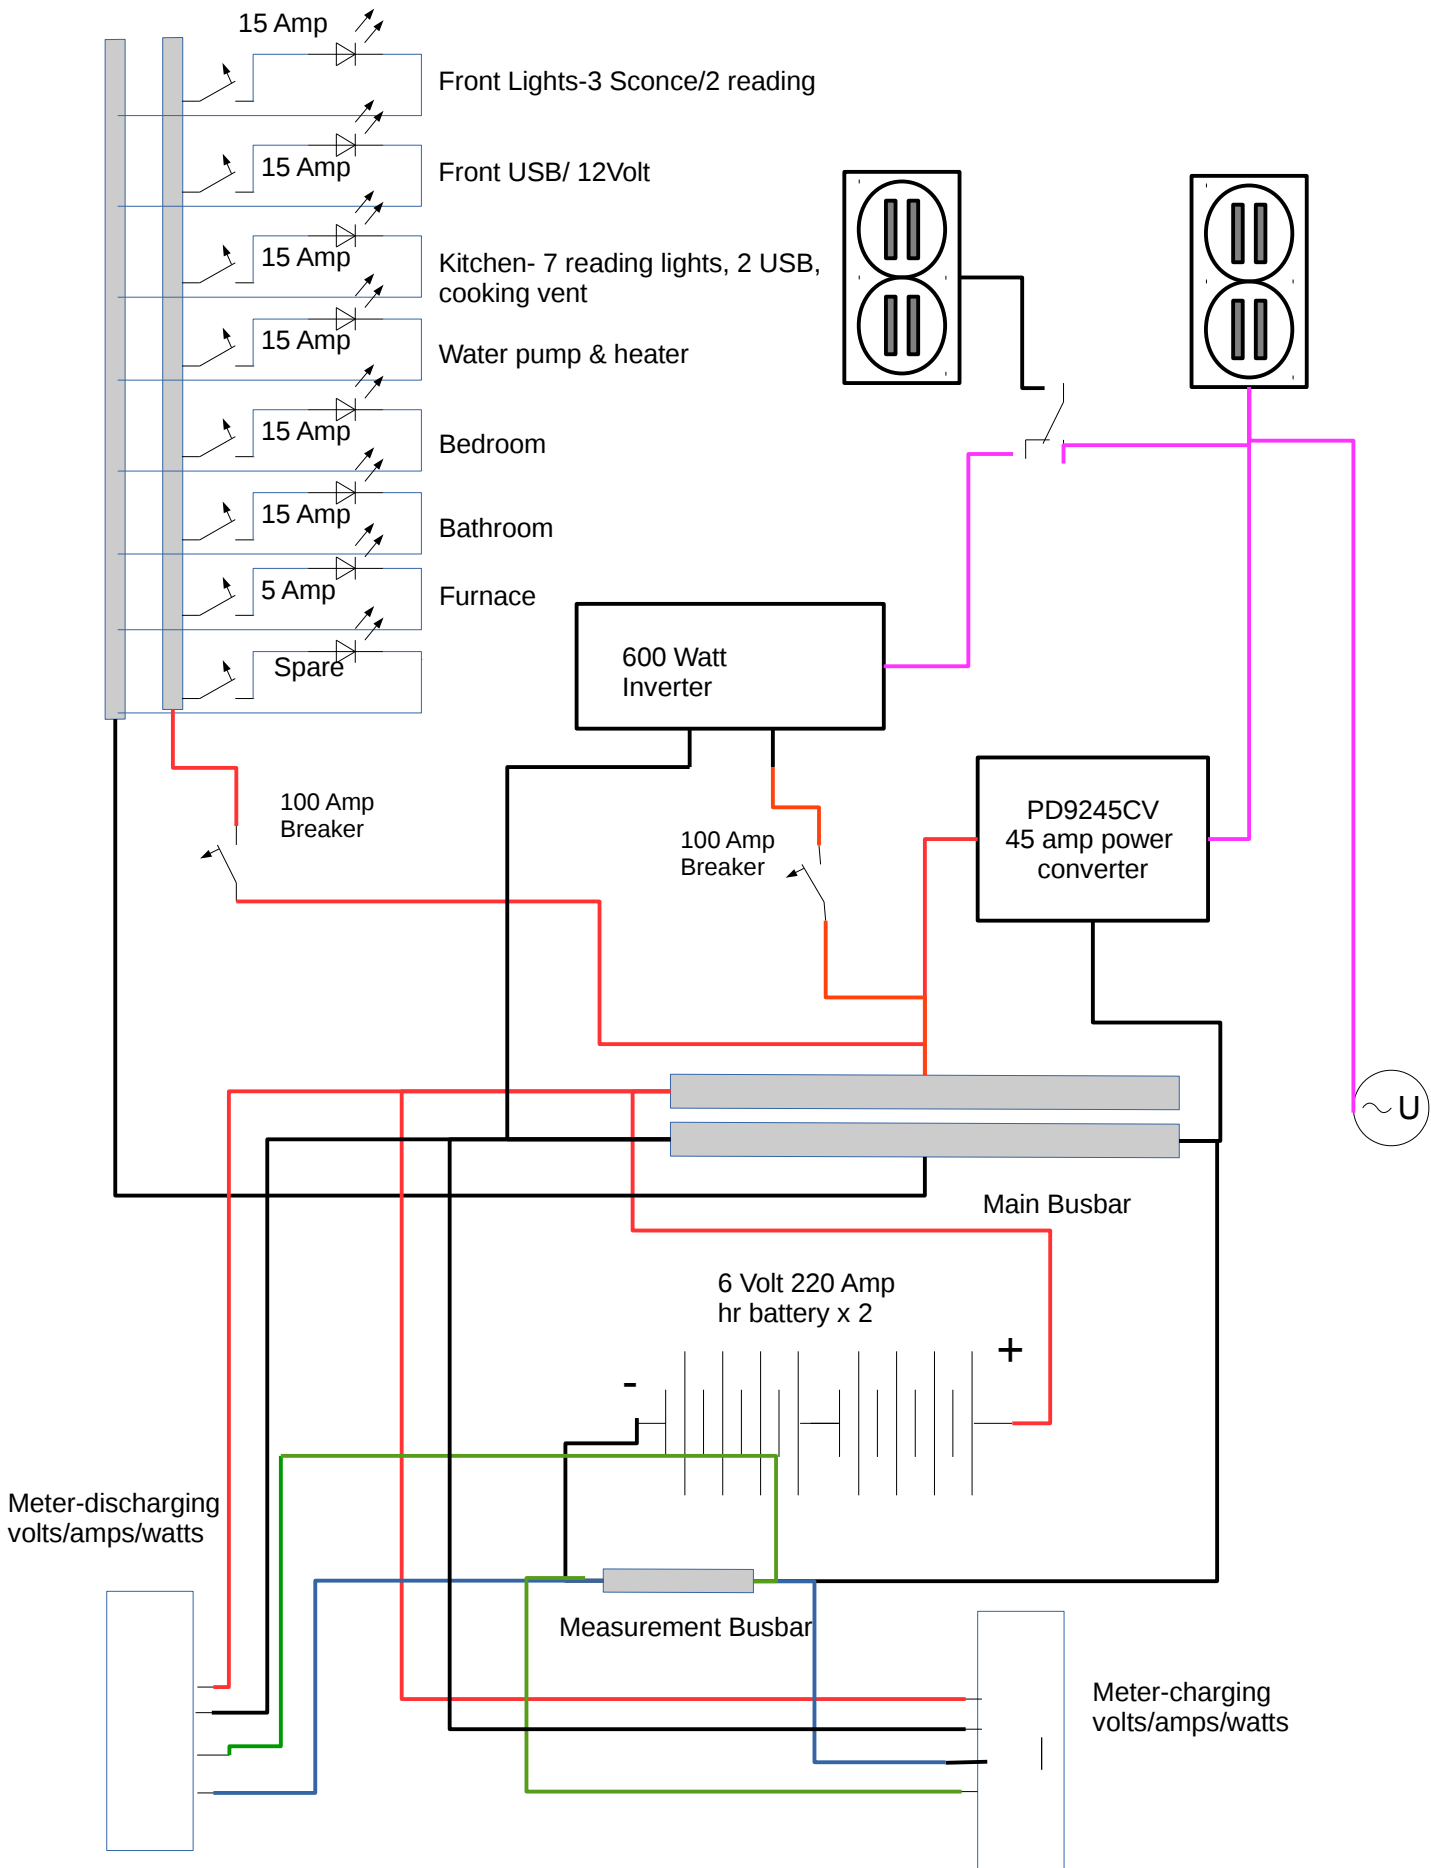 15 Amp
Front Lights-3 Sconce/2 reading
15 Amp
Front USB/ 12Volt
15 Amp
Kitchen- 7 reading lights, 2 USB,
cooking vent
15 Amp
Water pump & heater
15 Amp
Bedroom
15 Amp
Bathroom
5 Amp
Furnace
Spare
600 Watt
Inverter
100 Amp
Breaker
100 Amp
Breaker
PD9245CV
45 amp power
converter
U
Main Busbar
6 Volt 220 Amp
hr battery x 2
+
-
Meter-discharging
volts/amps/watts
Measurement Busbar
Meter-charging
volts/amps/watts